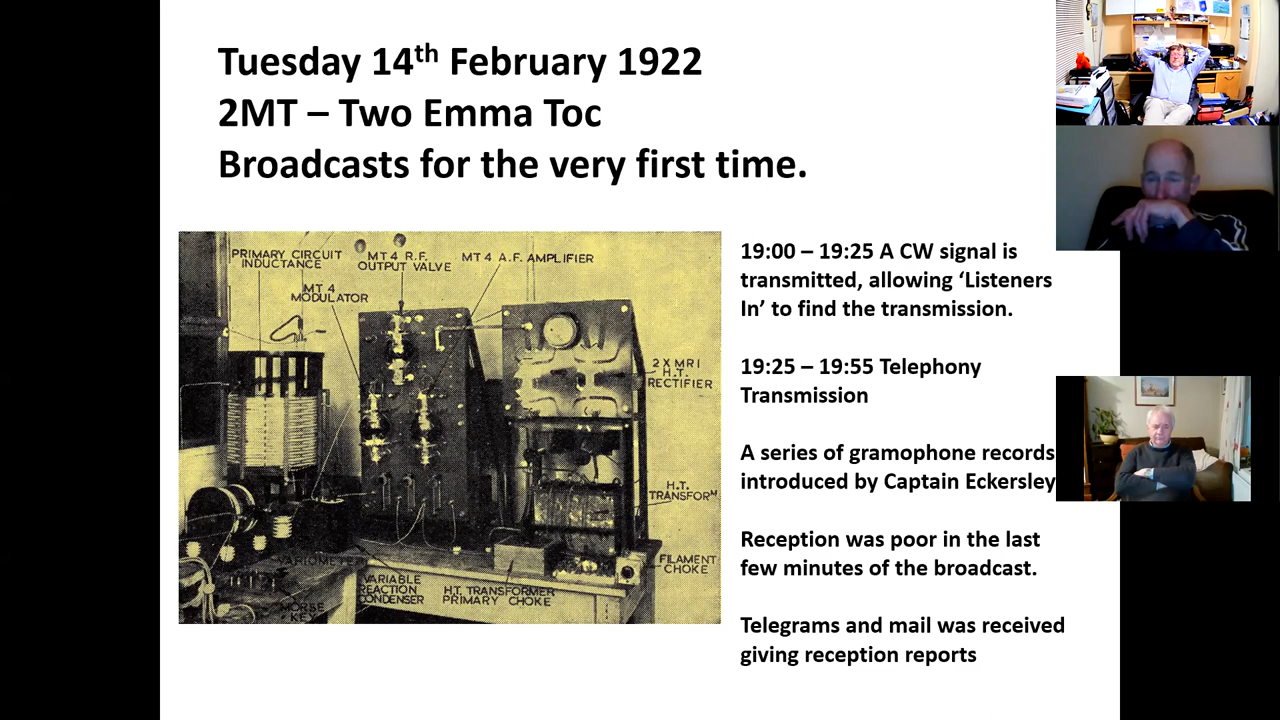 Tuesday 14th February 1922
2MT – Two Emma Toc
Broadcasts for the very first time.
PRIMARY CIRCUIT
INDUCTANCE
MT 4 R.F.
OUTPUT VALVE
MT 4 A.F. AMPLIFIER
MT 4
MODULATOR
2 X MR I
H.T.
RECTIFIER
H.T.
TRANSFORM
FILAMENT
CHOKE
VARIOMETER
VARIABLE
REACTION
CONDENSER
H.T. TRANSFORMER
PRIMARY CHOKE
MORSE
KEY
19:00 – 19:25 A CW signal is
transmitted, allowing ‘Listeners
In’ to find the transmission.
19:25 – 19:55 Telephony
Transmission
A series of gramophone records
introduced by Captain Eckersley
Reception was poor in the last
few minutes of the broadcast.
Telegrams and mail was received
giving reception reports